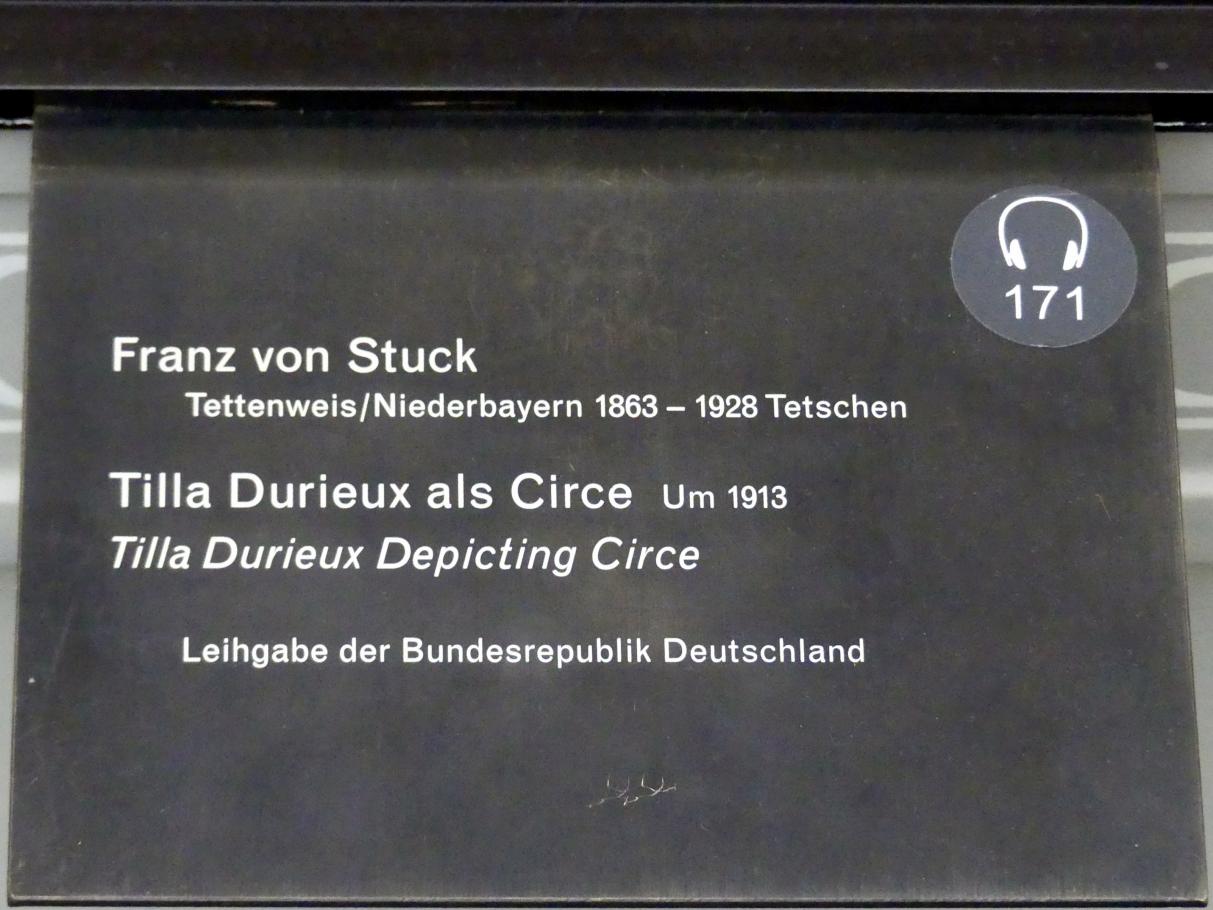 171
Franz von Stuck
Tettenweis/Niederbayern 1863 – 1928 Tetschen
Tilla Durieux als Circe Um 1913
Tilla Durieux Depicting Circe
Leihgabe der Bundesrepublik Deutschland